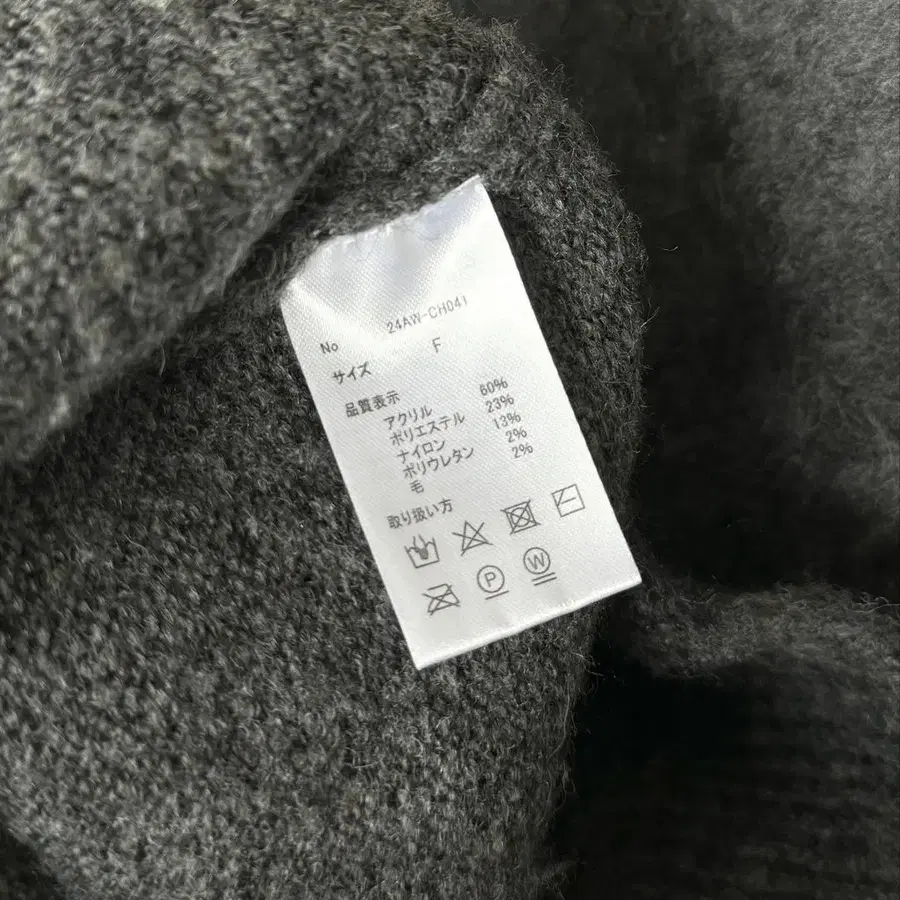 No 24AW-CH041
サイズ F
品質表示
アクリル 60%
ポリエステル 23%
ナイロン 13%
ポリウレタン 2%
毛 2%
取り扱い方
P W